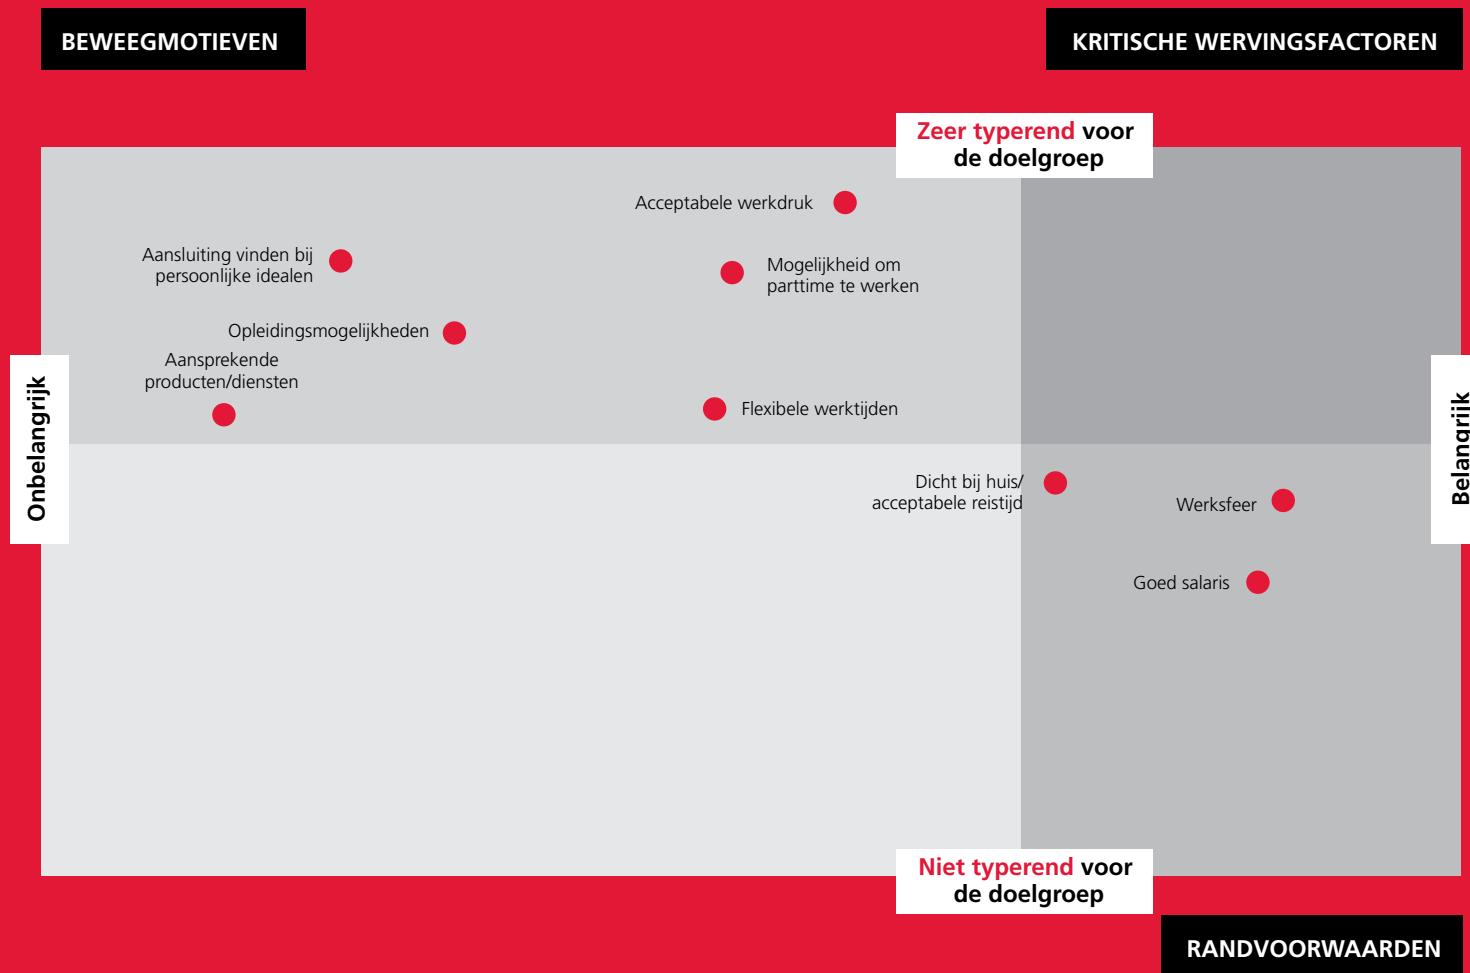 BEWEEGMOTIEVEN
KRITISCHE WERVINGSFACTOREN
Zeer typerend voor
de doelgroep
Acceptabele werkdruk
Aansluiting vinden bij
persoonlijke idealen
Mogelijkheid om
parttime te werken
Opleidingsmogelijkheden
Aansprekende
producten/diensten
Flexibele werktijden
Onbelangrijk
Belangrijk
Dicht bij huis/
acceptabele reistijd
Werksfeer
Goed salaris
Niet typerend voor
de doelgroep
RANDVOORWAARDEN